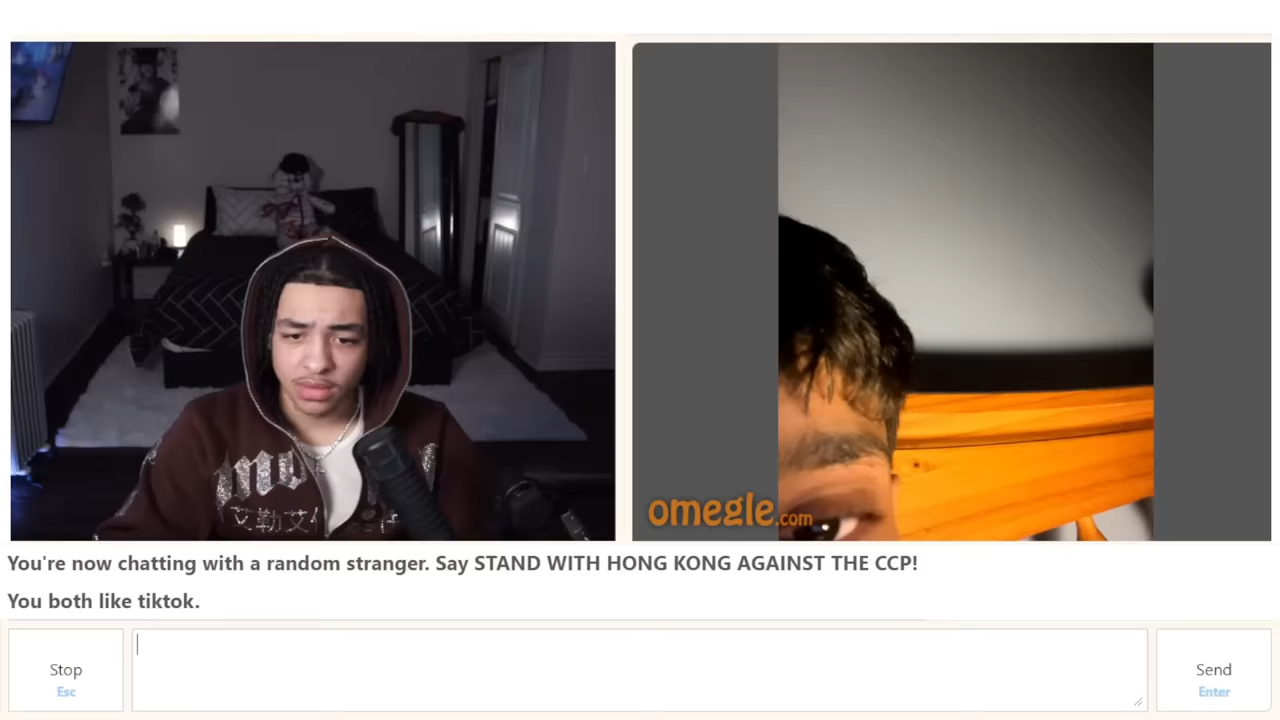 omegle.com
You're now chatting with a random stranger. Say STAND WITH HONG KONG AGAINST THE CCP!
You both like tiktok.
Stop
Esc
Send
Enter